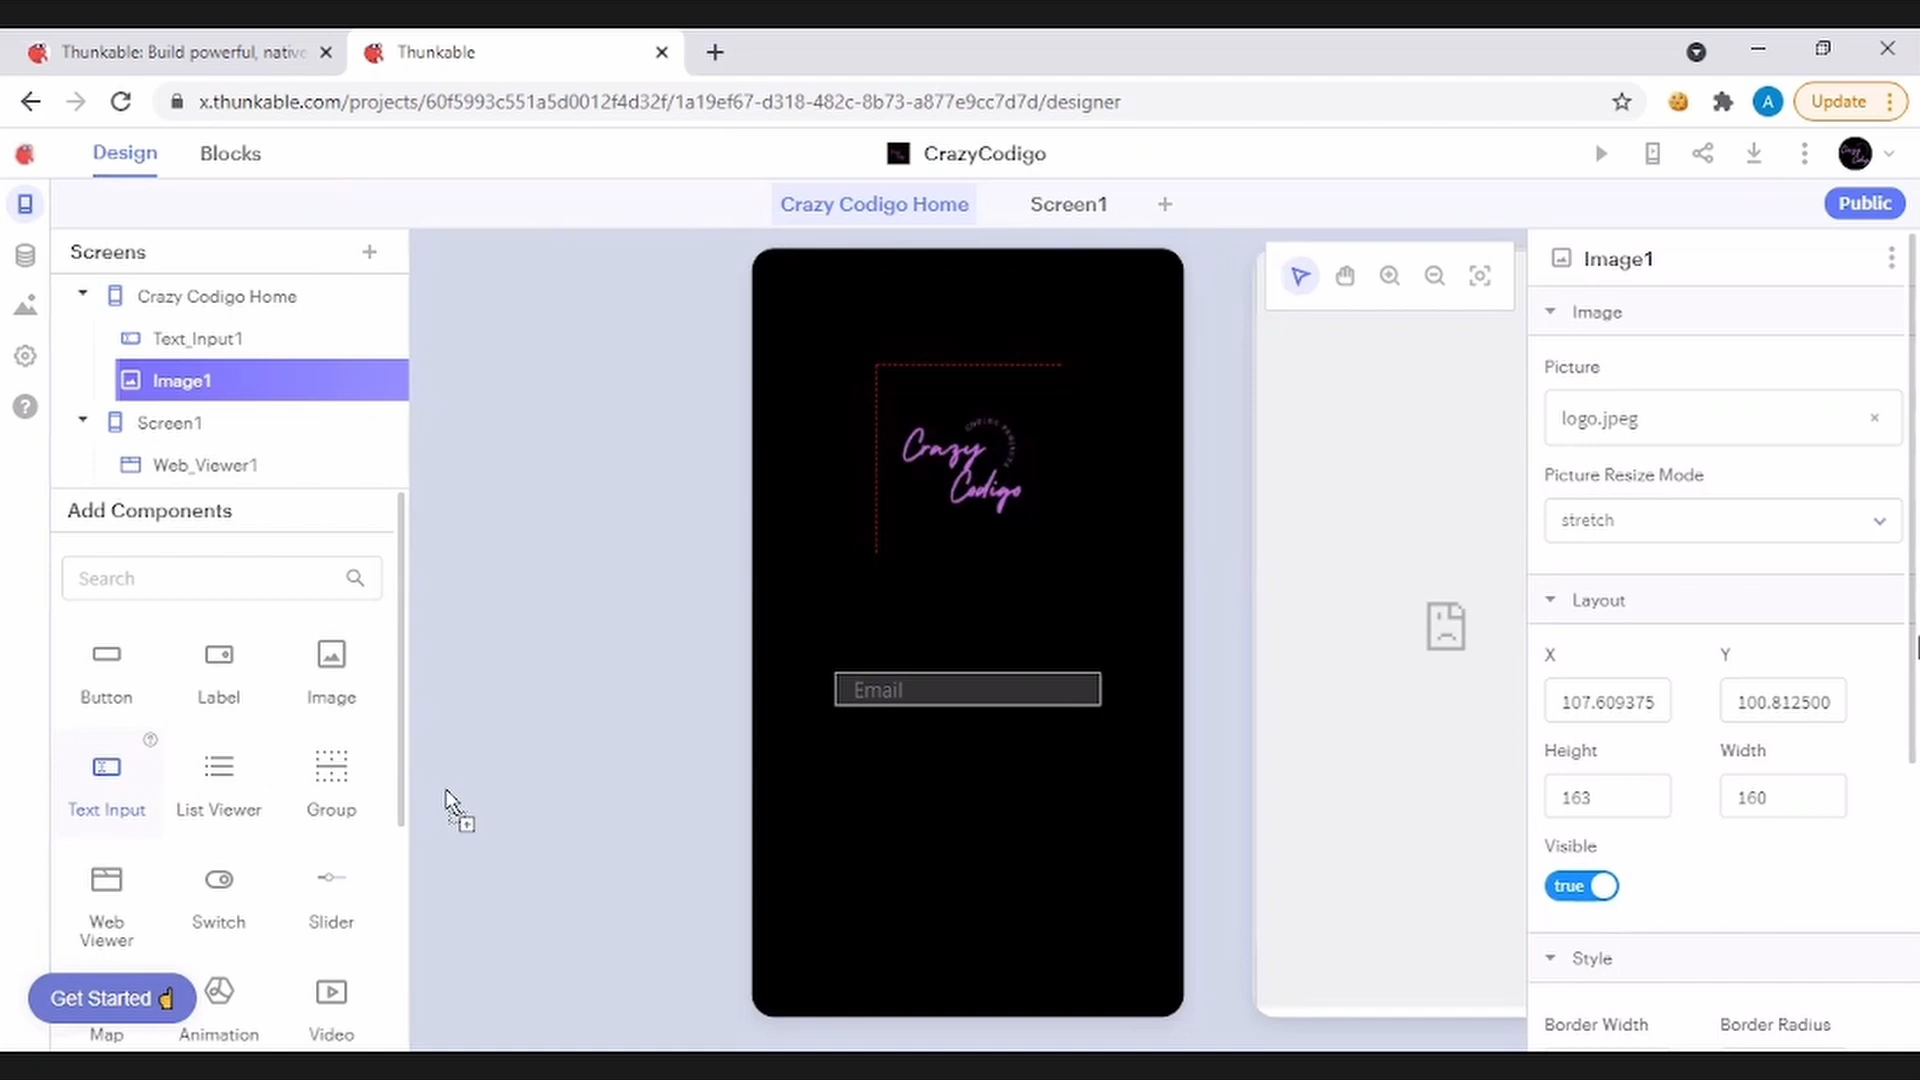 Thunkable: Build powerful, native
Thunkable
x.thunkable.com/projects/60f5993c551a5d0012f4d32f/1a19ef67-d318-482c-8b73-a877e9cc7d7d/designer
A
Update
Design
Blocks
CrazyCodigo
Crazy Codigo Home
Screen1
Public
Screens
Crazy Codigo Home
Text_Input1
Image1
Screen1
Web_Viewer1
Add Components
Search
Button
Label
Image
Text Input
List Viewer
Group
Web
Viewer
Switch
Slider
Get Started
Map
Animation
Video
Crazy
Codigo
Email
Image1
Image
Picture
logo.jpeg
Picture Resize Mode
stretch
Layout
X
Y
107.609375
100.812500
Height
Width
163
160
Visible
true
Style
Border Width
Border Radius